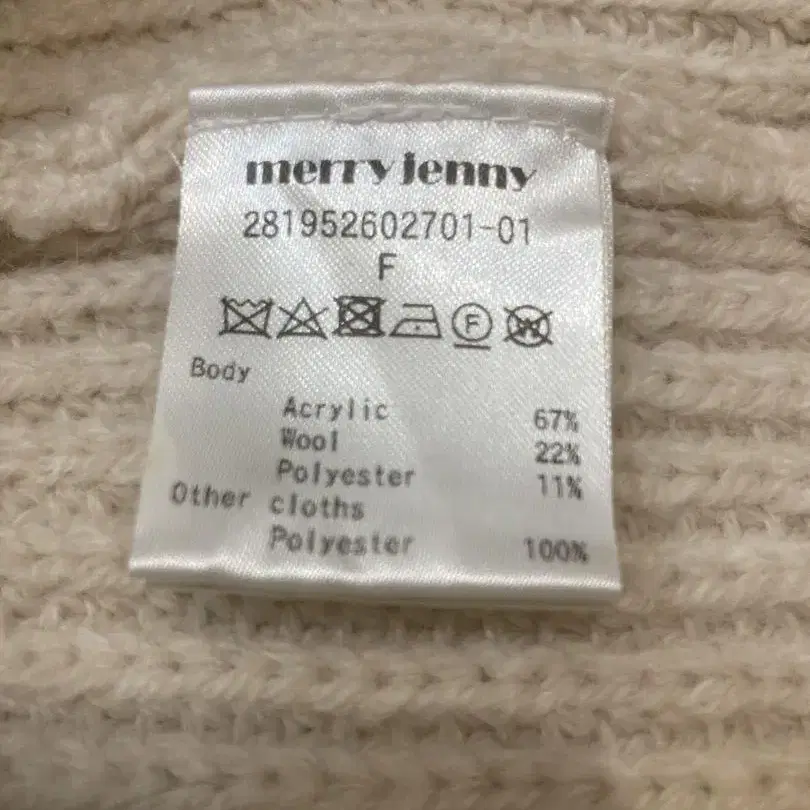 merry jenny
281952602701-01
F
F W
Body
Acrylic 67%
Wool 22%
Polyester 11%
Other cloths
Polyester 100%